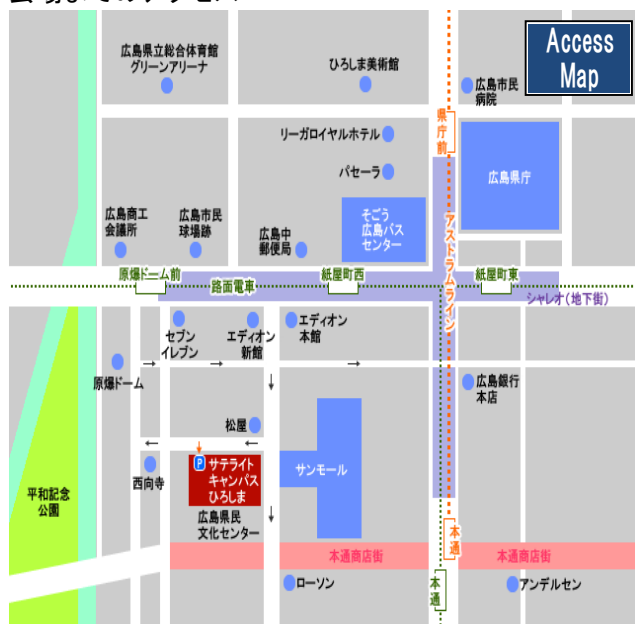 Access
Map
広島県立総合体育館
グリーンアリーナ
ひろしま美術館
広島市民
病院
県庁前
リーガロイヤルホテル
パセーラ
広島県庁
そごう
広島バス
センター
広島商工
会議所
広島市民
球場跡
広島中
郵便局
アストラムライン
原爆ドーム前
路面電車
紙屋町西
紙屋町東
シャレオ(地下街)
セブン
イレブン
エディオン
新館
エディオン
本館
原爆ドーム
広島銀行
本店
松屋
P
サテライト
キャンパス
ひろしま
サンモール
西向寺
平和記念
公園
広島県民
文化センター
本通
本通商店街
本通商店街
ローソン
本通
アンデルセン